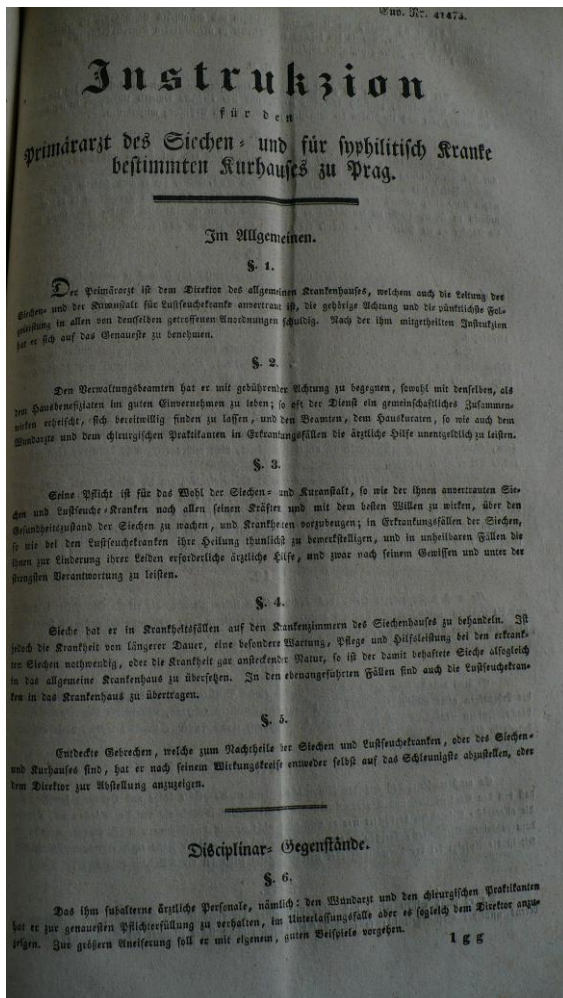 Gub. Nr. 41474.
Instrukzion
für den
Primärarzt des Siechen- und für syphilitisch Kranke
bestimmten Kurhauses zu Prag.
Im Allgemeinen.
§. 1.
Der Primärarzt ist dem Direktor des allgemeinen Krankenhauses, welchem auch die Leitung des
Siechen- und der Kuranstalt für Lustseuchekranke anvertraut ist, die gehörige Achtung und die pünktlichste Fol-
geleistung in allen von demselben getroffenen Anordnungen schuldig. Nach der ihm mitgetheilten Instrukzion
hat er sich auf das Genaueste zu benehmen.
§. 2.
Den Verwaltungsbeamten hat er mit gebührender Achtung zu begegnen, sowohl mit denselben, als
dem Hausbenefiziaten im guten Einvernehmen zu leben; so oft der Dienst ein gemeinschaftliches Zusammen-
wirken erheischt, sich bereitwillig finden zu lassen, und den Beamten, dem Hauskuraten, so wie auch dem
Wundarzte und dem chirurgischen Praktikanten in Erkrankungsfällen die ärztliche Hilfe unentgeldlich zu leisten.
§. 3.
Seine Pflicht ist für das Wohl der Siechen- und Kuranstalt, so wie der ihnen anvertrauten Sie-
chen und Lustseuche-Kranken nach allen seinen Kräften und mit dem besten Willen zu wirken, über den
Gesundheitszustand der Siechen zu wachen, und Krankheiten vorzubeugen; in Erkrankungsfällen der Siechen,
so wie bei den Lustseuchekranken ihre Heilung thunlichst zu bewerkstelligen, und in unheilbaren Fällen die
ihnen zur Linderung ihrer Leiden erforderliche ärztliche Hilfe, und zwar nach seinem Gewissen und unter der
strengsten Verantwortung zu leisten.
§. 4.
Sieche hat er in Krankheitsfällen auf den Krankenzimmern des Siechenhauses zu behandeln. Ist
jedoch die Krankheit von längerer Dauer, eine besondere Wartung, Pflege und Hilfsleistung bei den erkrank-
ten Siechen nothwendig, oder die Krankheit gar ansteckender Natur, so ist der damit behaftete Sieche alsogleich
in das allgemeine Krankenhaus zu übersetzen. In den ebenangeführten Fällen sind auch die Lustseuchekran-
ken in das Krankenhaus zu übertragen.
§. 5.
Entdeckte Gebrechen, welche zum Nachtheile der Siechen und Lustseuchekranken, oder des Siechen-
und Kurhauses sind, hat er nach seinem Wirkungskreise entweder selbst auf das Schleunigste abzustellen, oder
dem Direktor zur Abstellung anzuzeigen.
Disciplinar-Gegenstände.
§. 6.
Das ihm subalterne ärztliche Personale, nämlich: den Wundarzt und den chirurgischen Praktikanten
hat er zur genauesten Pflichterfüllung zu verhalten, im Unterlassungsfalle aber es sogleich dem Direktor anzu-
zeigen. Zur größern Aneiferung soll er mit eigenem, guten Beispiele vorgehen.
1 g g